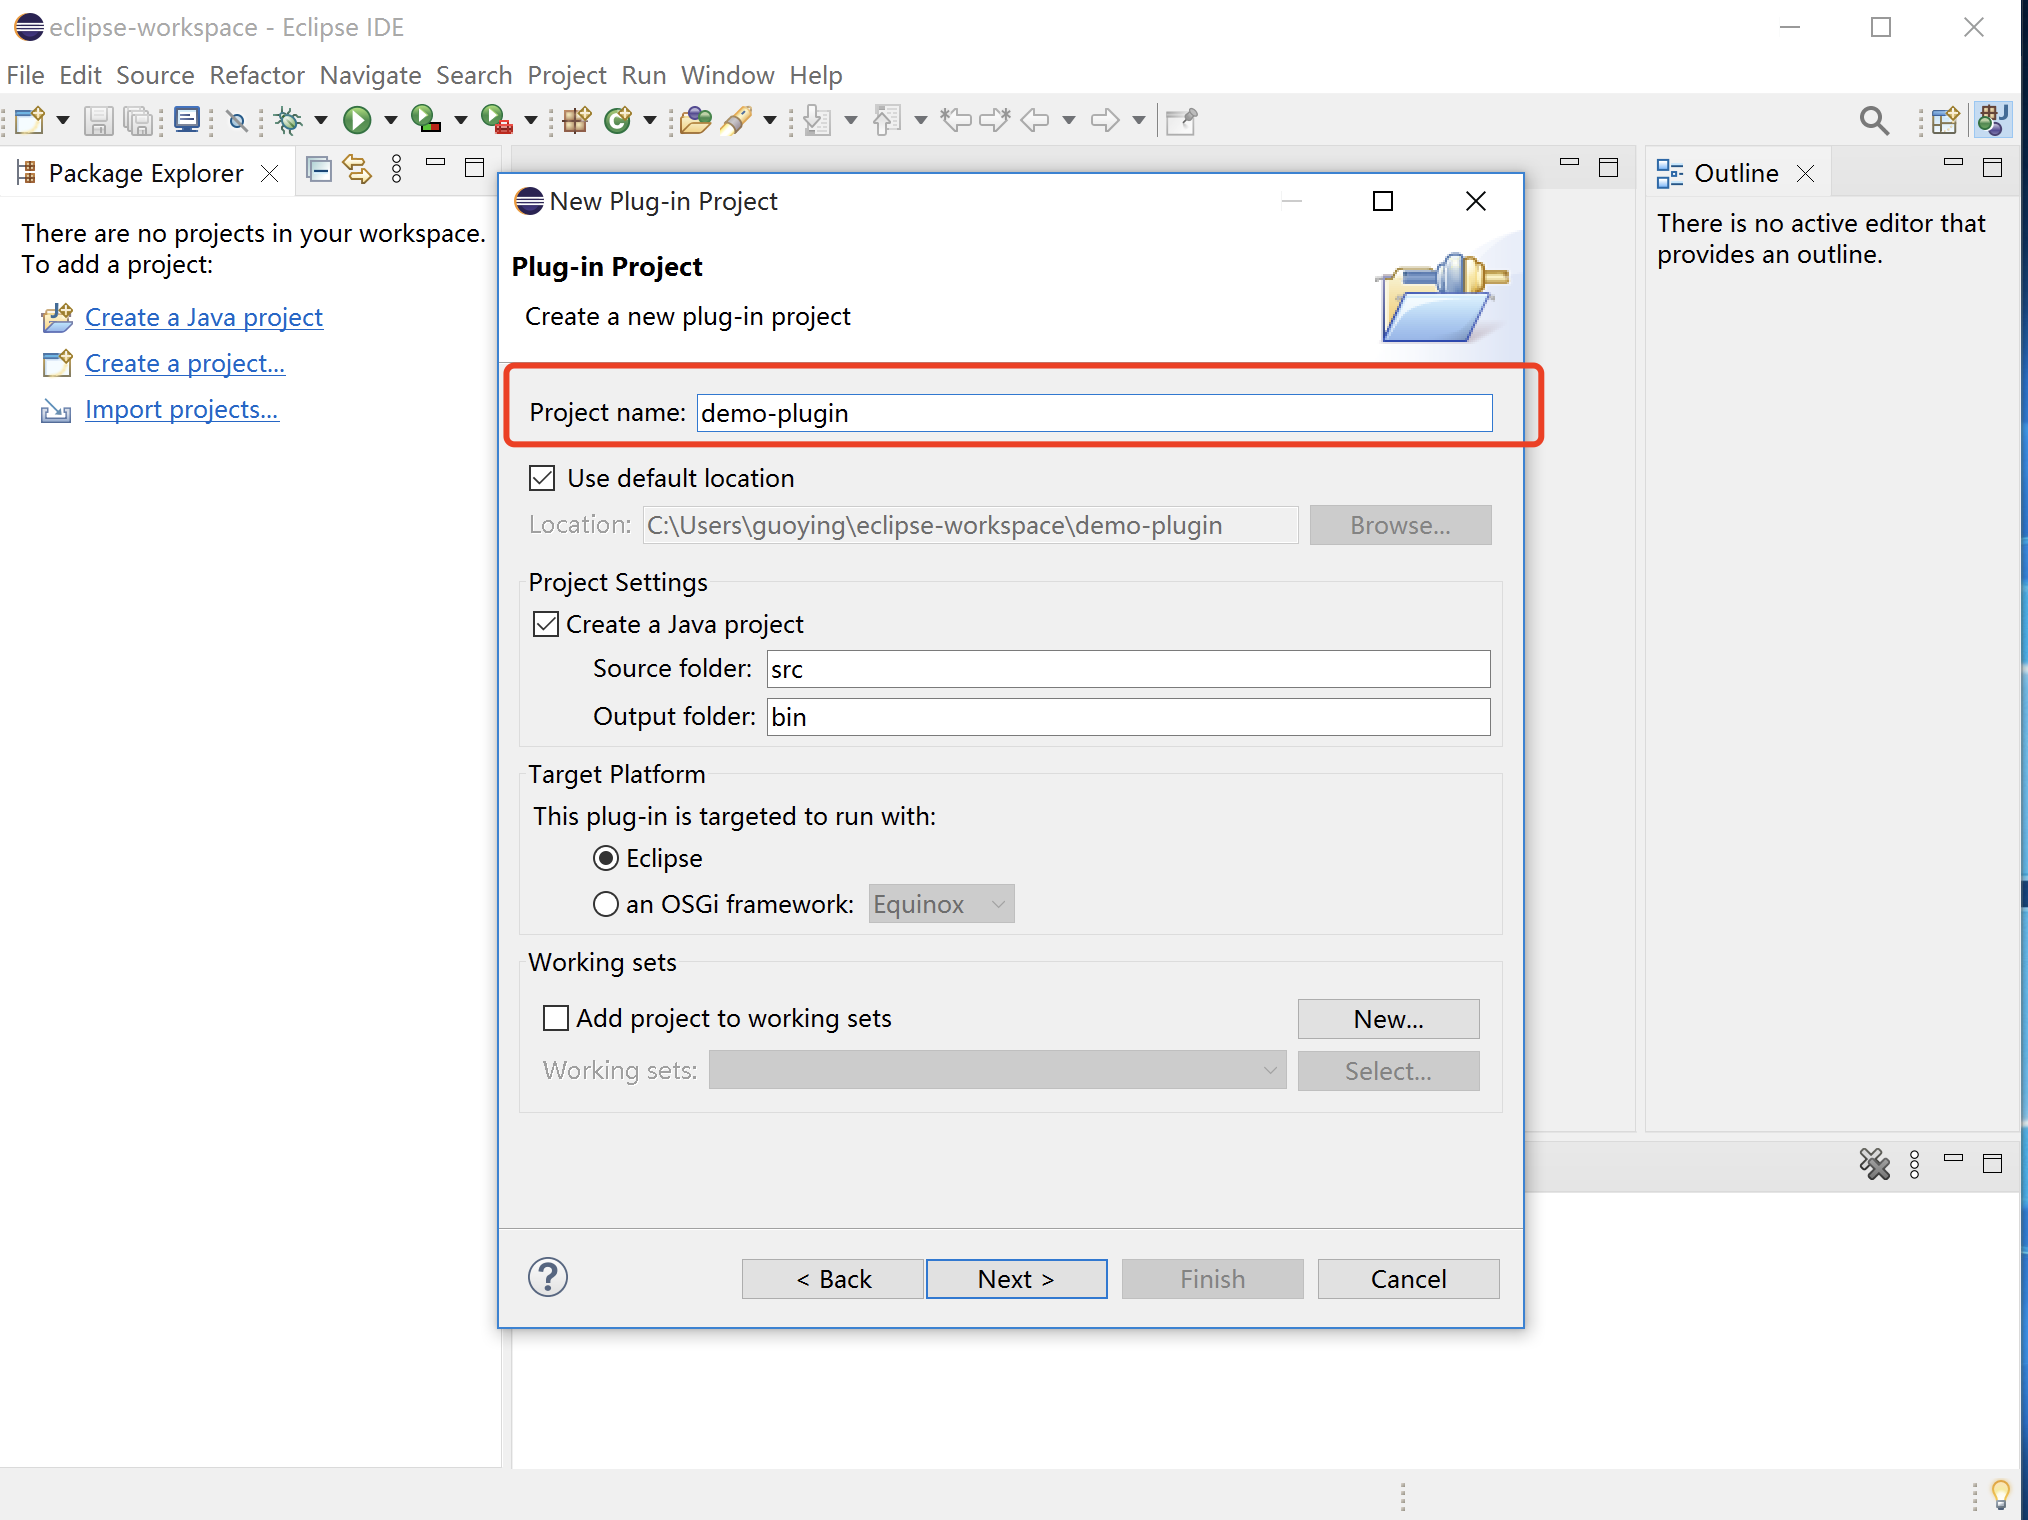 eclipse-workspace - Eclipse IDE
File Edit Source Refactor Navigate Search Project Run Window Help
Package Explorer
There are no projects in your workspace.
To add a project:
Create a Java project
Create a project...
Import projects...
New Plug-in Project
Plug-in Project
Create a new plug-in project
Project name: demo-plugin
Use default location
Location: C:\Users\guoying\eclipse-workspace\demo-plugin Browse...
Project Settings
Create a Java project
Source folder: src
Output folder: bin
Target Platform
This plug-in is targeted to run with:
Eclipse
an OSGi framework: Equinox
Working sets
Add project to working sets New...
Working sets: Select...
< Back Next > Finish Cancel
Outline
There is no active editor that
provides an outline.